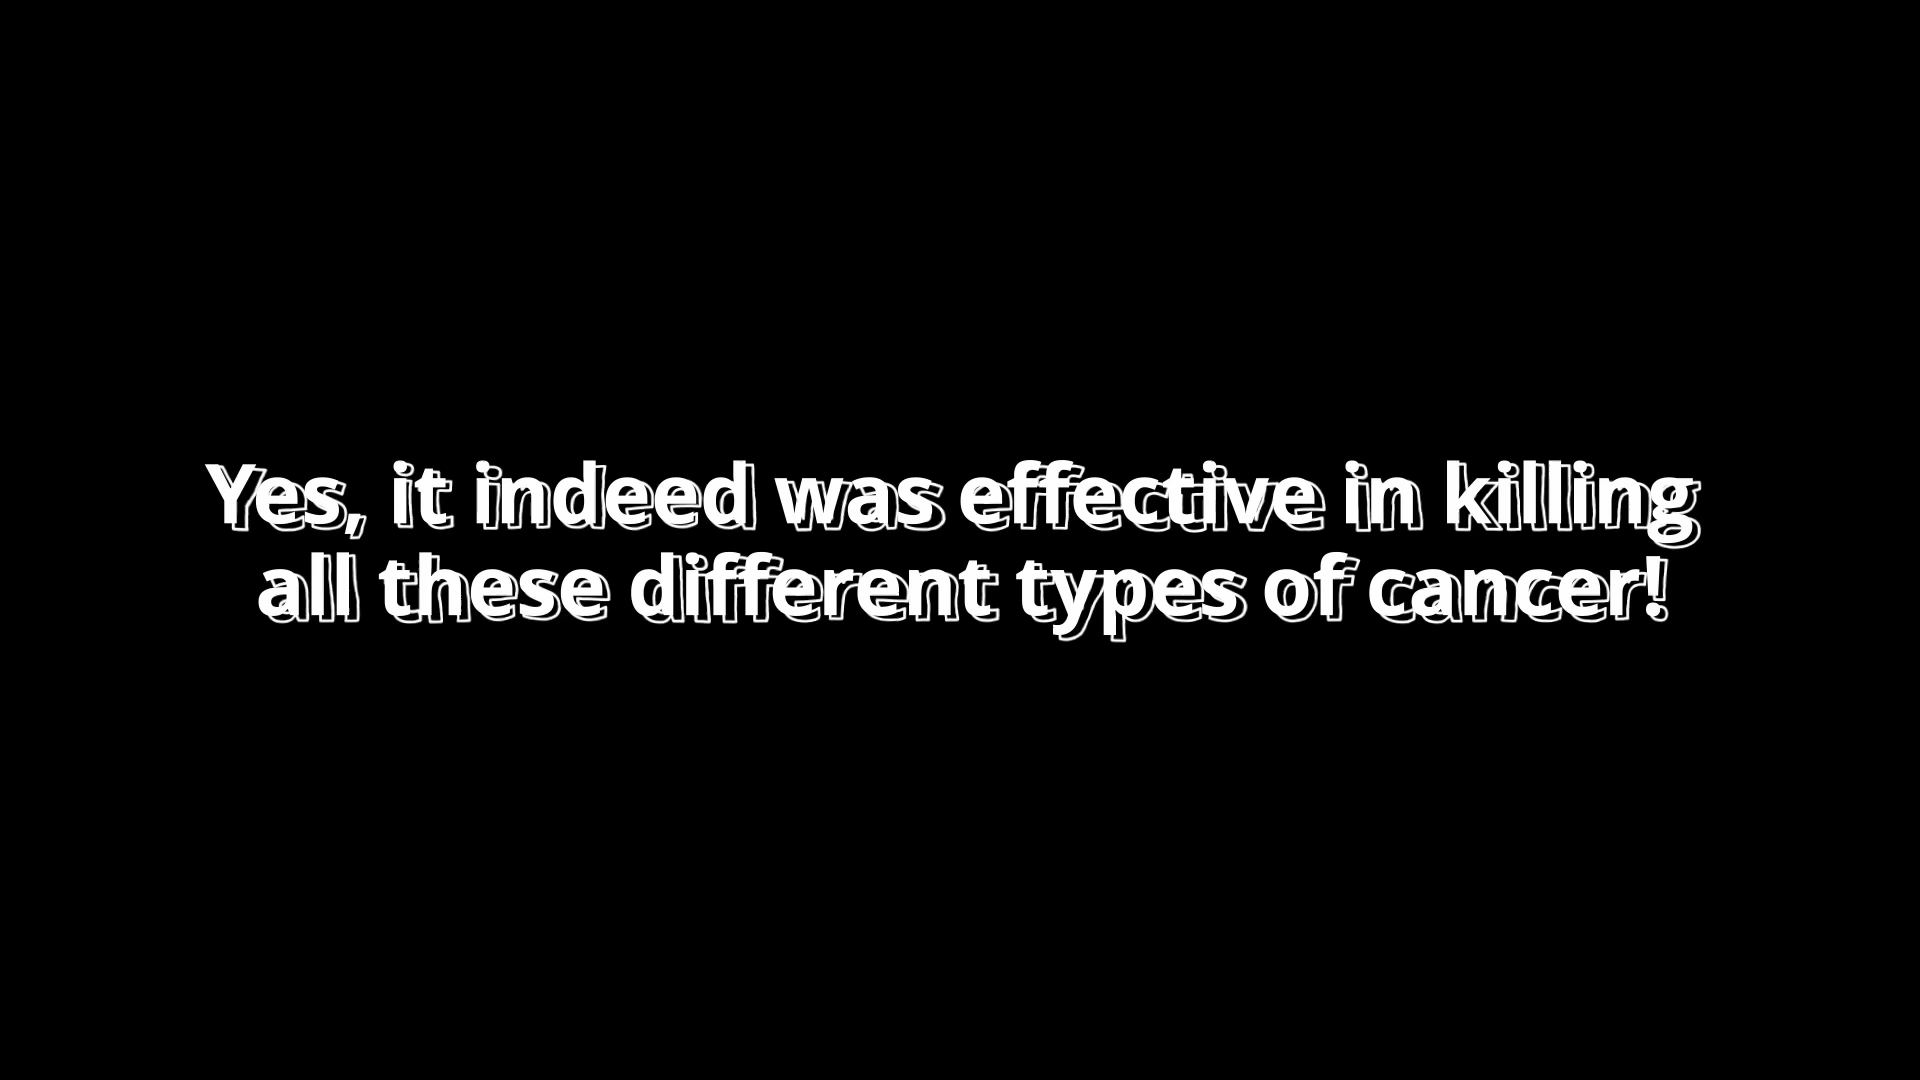 Yes, it indeed was effective in killing
all these different types of cancer!